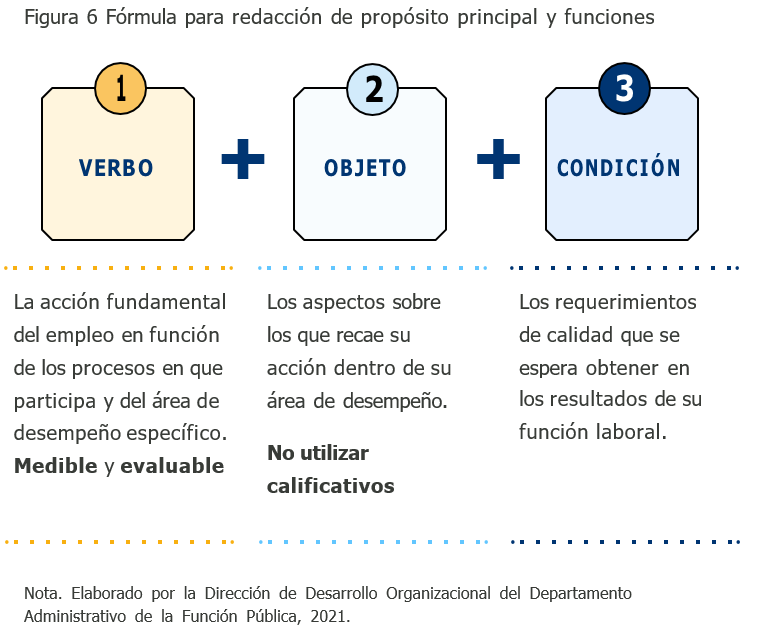 Figura 6 Fórmula para redacción de propósito principal y funciones
1
2
3
VERBO
+
OBJETO
+
CONDICIÓN
La acción fundamental
del empleo en función
de los procesos en que
participa y del área de
desempeño específico.
Medible y evaluable
Los aspectos sobre
los que recae su
acción dentro de su
área de desempeño.
No utilizar
calificativos
Los requerimientos
de calidad que se
espera obtener en
los resultados de su
función laboral.
Nota. Elaborado por la Dirección de Desarrollo Organizacional del Departamento
Administrativo de la Función Pública, 2021.